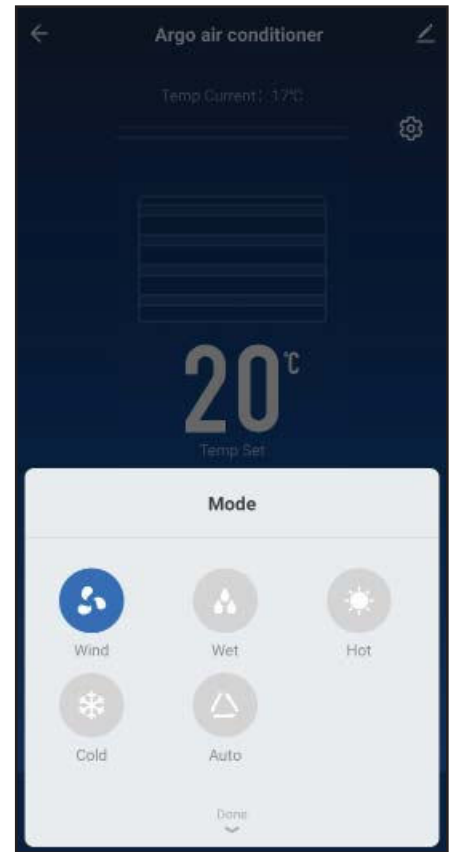 Argo air conditioner
Temp Current: 17℃
20℃
Temp Set
Mode
Wind
Wet
Hot
Cold
Auto
Done